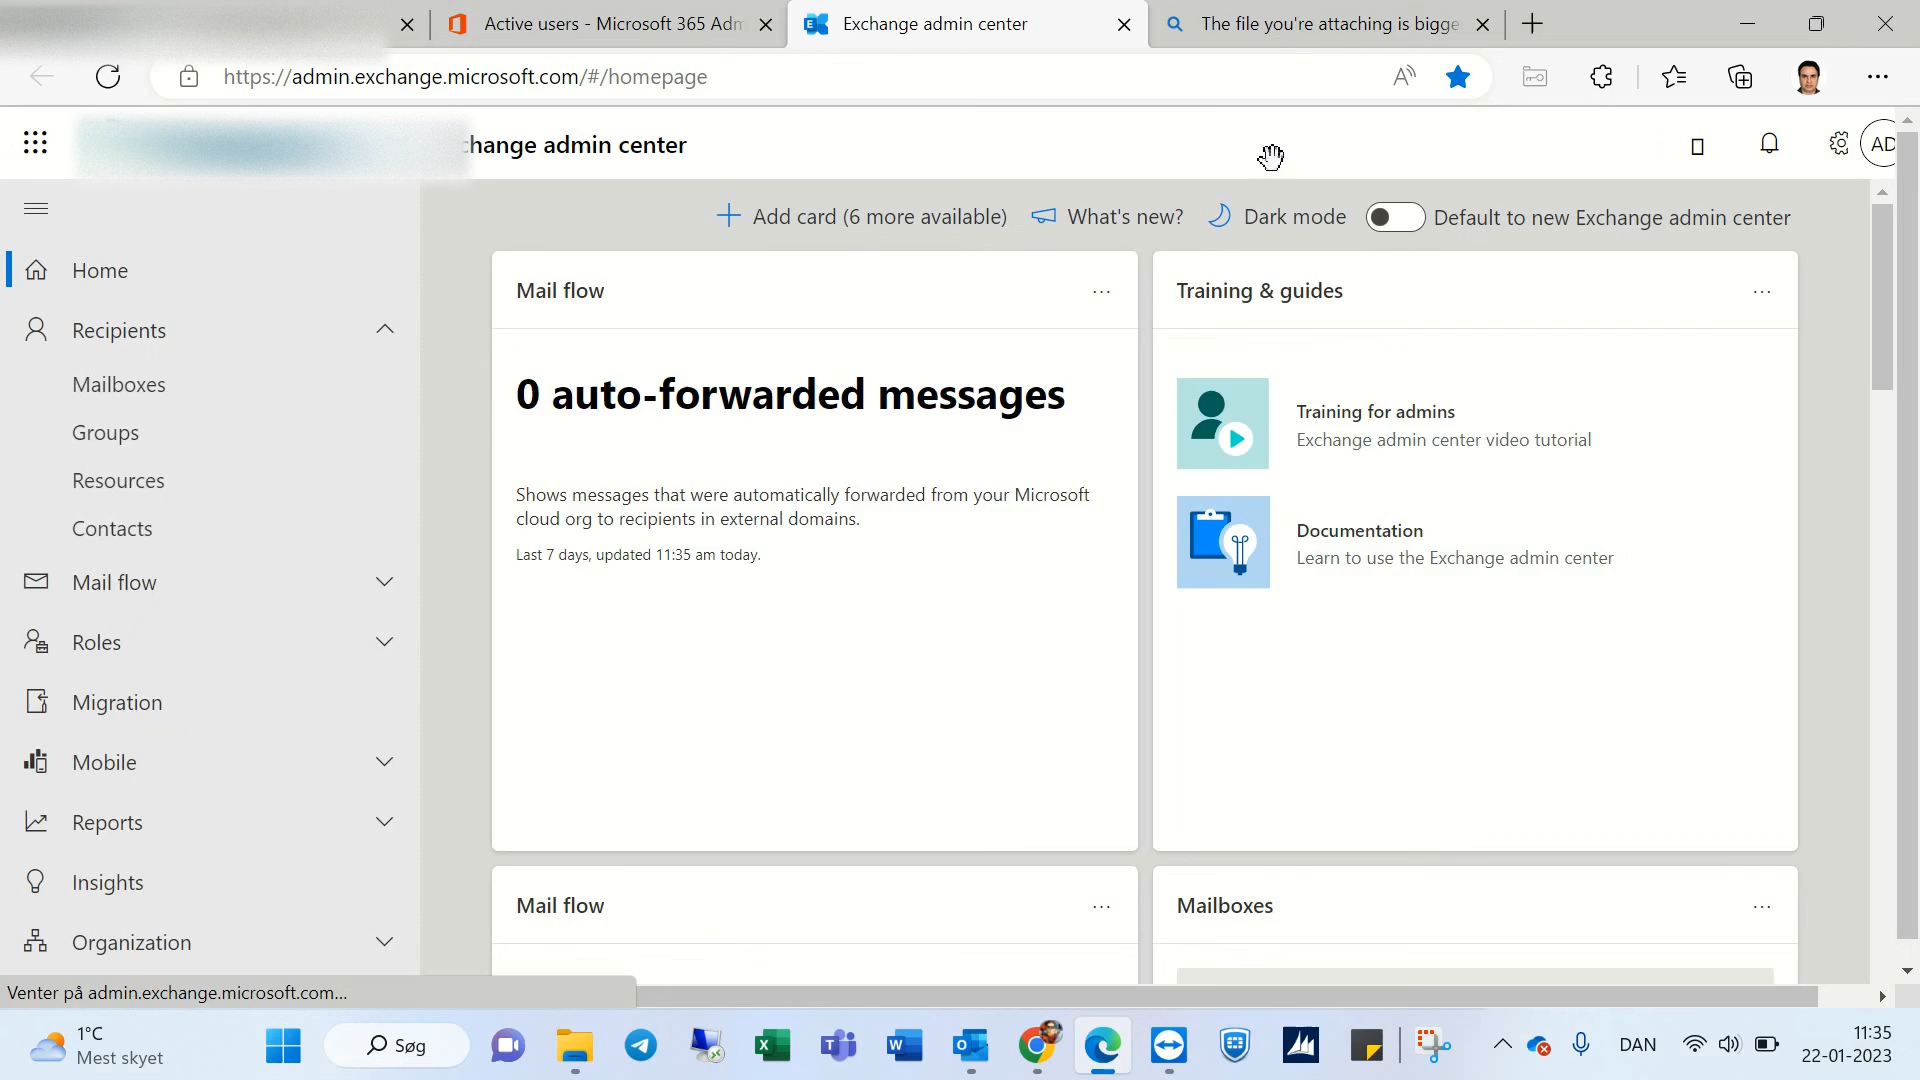 Active users - Microsoft 365 Adm
Exchange admin center
The file you're attaching is bigge
https://admin.exchange.microsoft.com/#/homepage
change admin center
AD
Add card (6 more available)
What's new?
Dark mode
Default to new Exchange admin center
Home
Recipients
Mailboxes
Groups
Resources
Contacts
Mail flow
Roles
Migration
Mobile
Reports
Insights
Organization
Mail flow
0 auto-forwarded messages
Shows messages that were automatically forwarded from your Microsoft
cloud org to recipients in external domains.
Last 7 days, updated 11:35 am today.
Training & guides
Training for admins
Exchange admin center video tutorial
Documentation
Learn to use the Exchange admin center
Mail flow
Mailboxes
Venter på admin.exchange.microsoft.com...
1°C
Mest skyet
Søg
DAN
11:35
22-01-2023